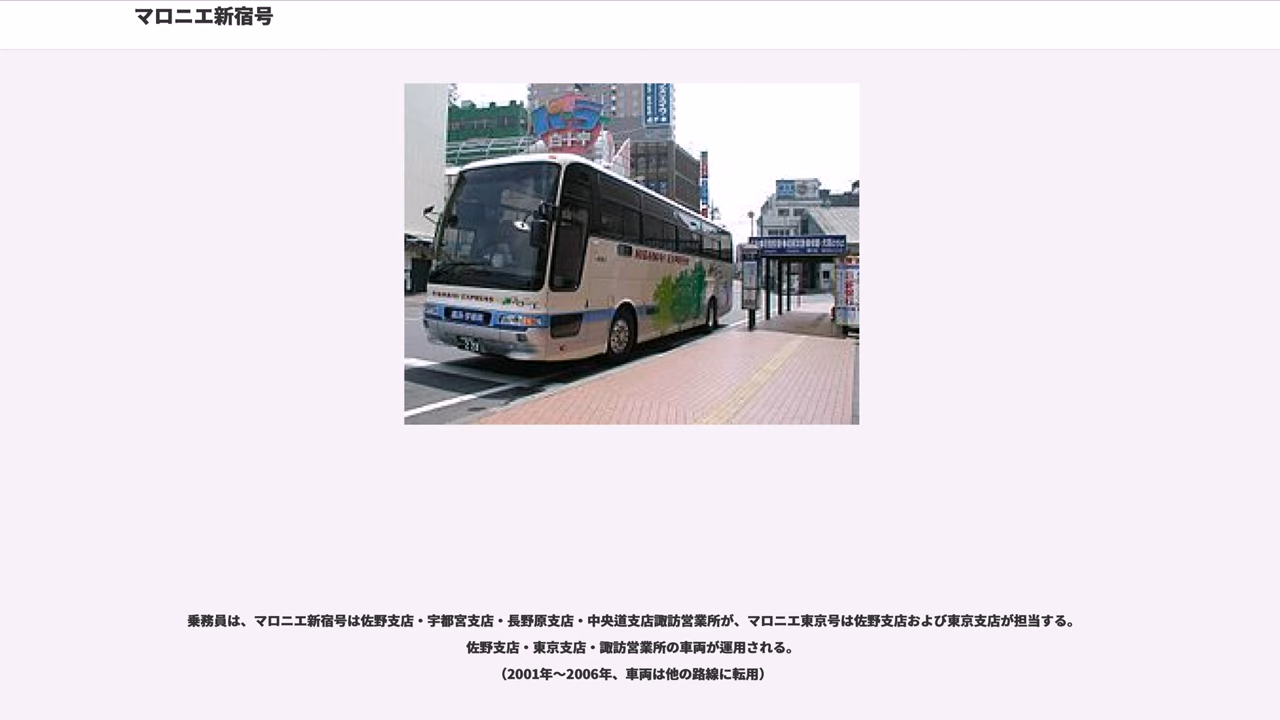 マロニエ新宿号
乗務員は、マロニエ新宿号は佐野支店・宇都宮支店・長野原支店・中央道支店諏訪営業所が、マロニエ東京号は佐野支店および東京支店が担当する。
佐野支店・東京支店・諏訪営業所の車両が運用される。
（2001年〜2006年、車両は他の路線に転用）